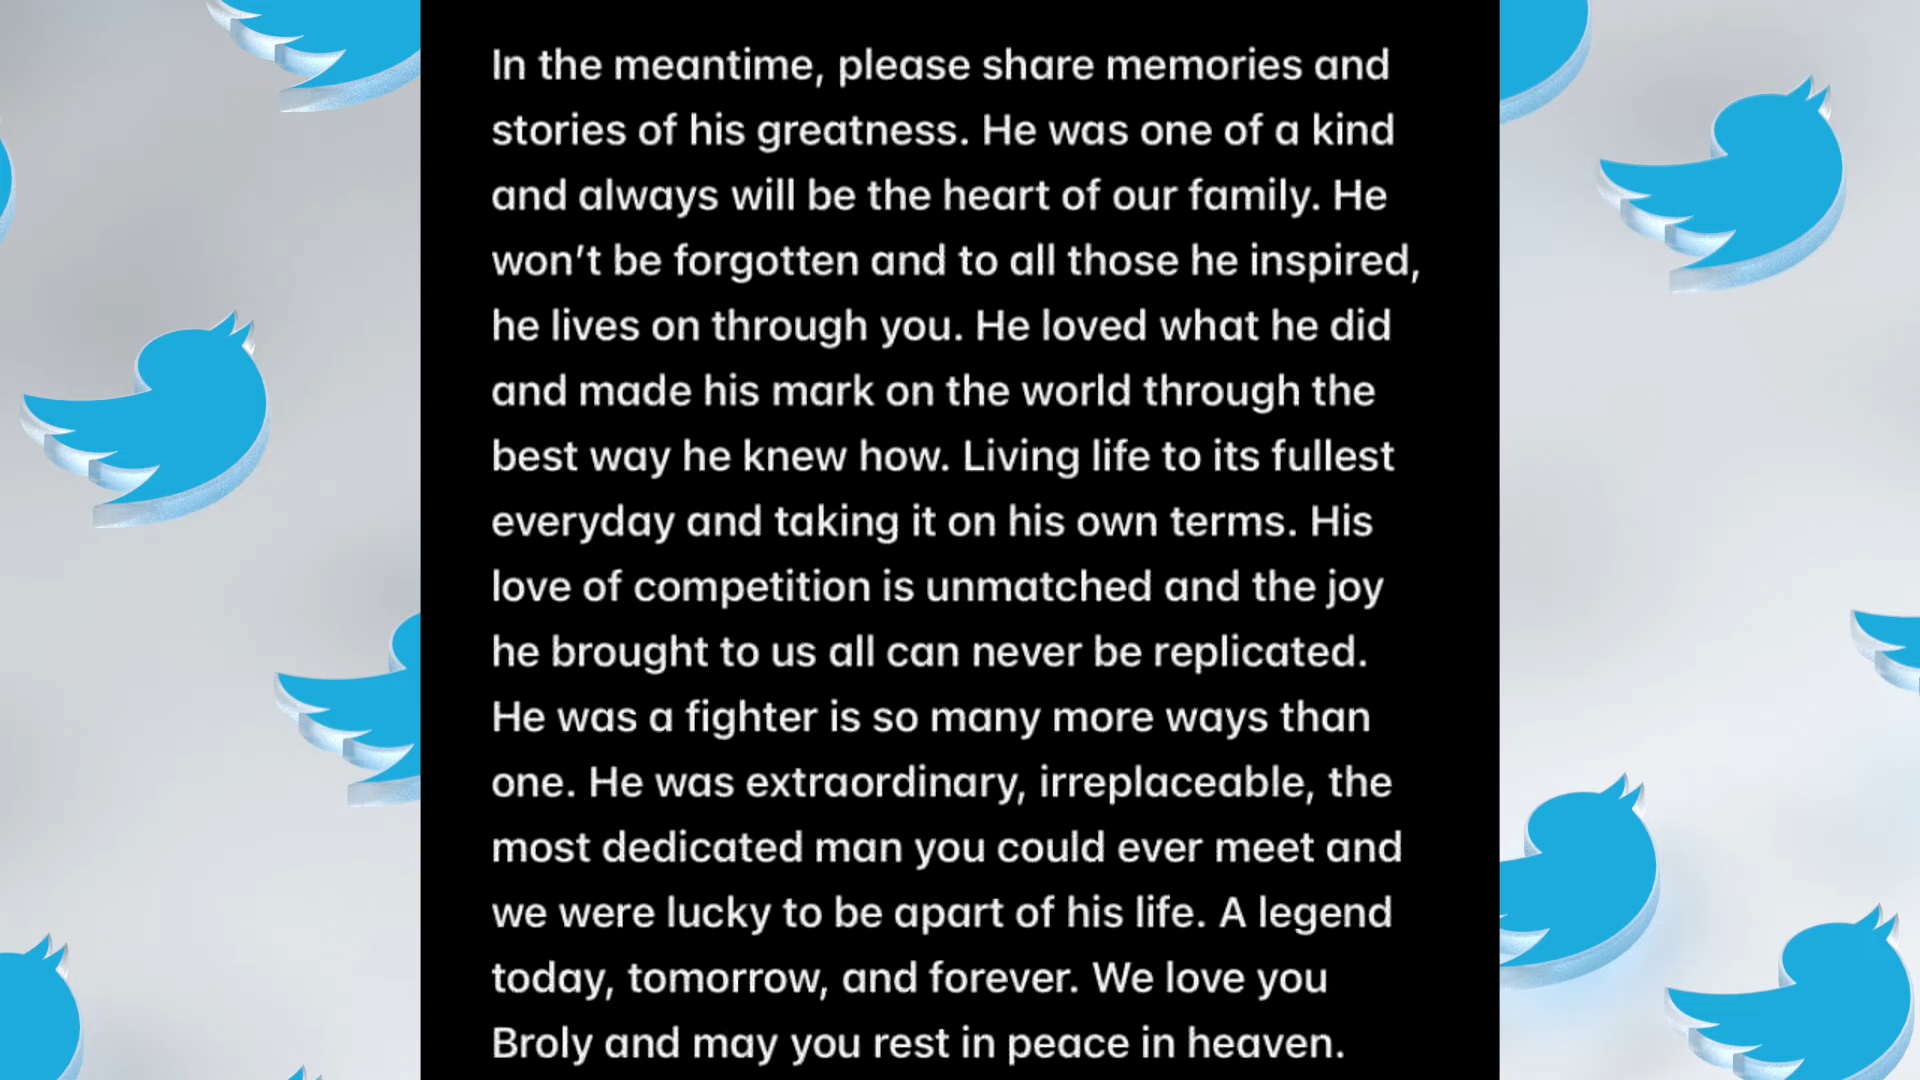 In the meantime, please share memories and
stories of his greatness. He was one of a kind
and always will be the heart of our family. He
won’t be forgotten and to all those he inspired,
he lives on through you. He loved what he did
and made his mark on the world through the
best way he knew how. Living life to its fullest
everyday and taking it on his own terms. His
love of competition is unmatched and the joy
he brought to us all can never be replicated.
He was a fighter is so many more ways than
one. He was extraordinary, irreplaceable, the
most dedicated man you could ever meet and
we were lucky to be apart of his life. A legend
today, tomorrow, and forever. We love you
Broly and may you rest in peace in heaven.